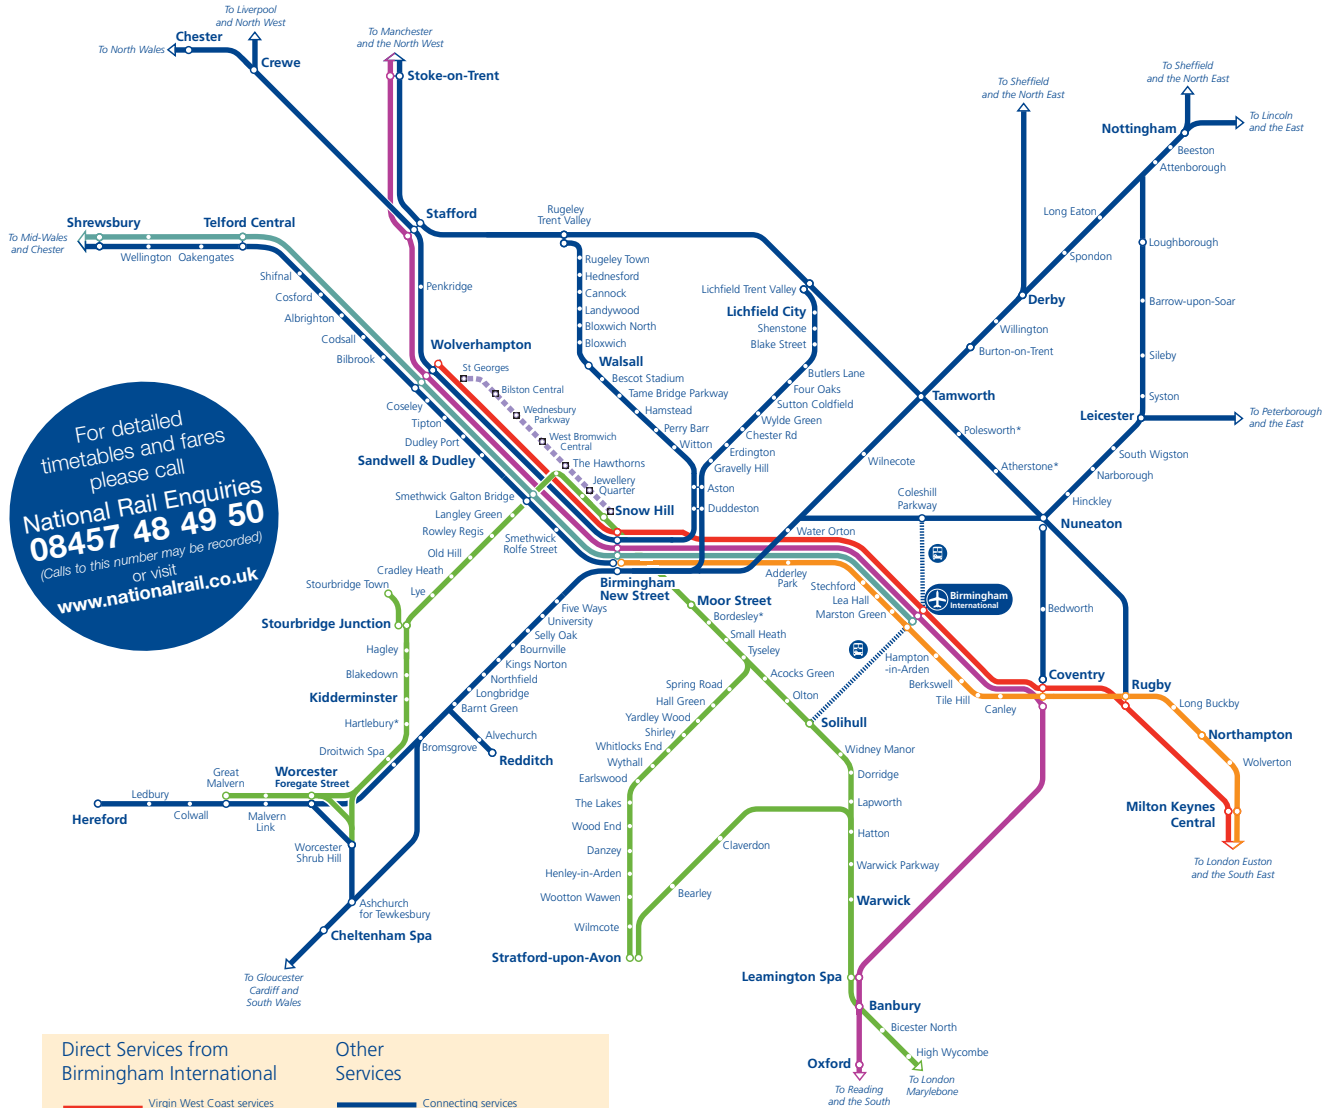 To Liverpool
and North West
Chester
To North Wales
Crewe
To Manchester
and the North West
Stoke-on-Trent
To Sheffield
and the North East
To Sheffield
and the North East
To Lincoln
and the East
Nottingham
Beeston
Attenborough
Long Eaton
Spondon
Loughborough
Derby
Barrow-upon-Soar
Willington
Burton-on-Trent
Sileby
Syston
Leicester
To Peterborough
and the East
South Wigston
Narborough
Hinckley
Nuneaton
Shrewsbury
To Mid-Wales
and Chester
Wellington
Oakengates
Telford Central
Shifnal
Cosford
Albrighton
Codsall
Bilbrook
Stafford
Penkridge
Wolverhampton
Rugeley
Trent Valley
Rugeley Town
Hednesford
Cannock
Landywood
Bloxwich North
Bloxwich
Walsall
Bescot Stadium
Tame Bridge Parkway
Hamstead
Perry Barr
Witton
Lichfield Trent Valley
Lichfield City
Shenstone
Blake Street
Butlers Lane
Four Oaks
Sutton Coldfield
Wylde Green
Chester Rd
Erdington
Gravelly Hill
Aston
Duddeston
Tamworth
Polesworth*
Atherstone*
Wilnecote
Coleshill
Parkway
Water Orton
St Georges
Bilston Central
Wednesbury
Parkway
West Bromwich
Central
The Hawthorns
Jewellery
Quarter
Snow Hill
Coseley
Tipton
Dudley Port
Sandwell & Dudley
Smethwick Galton Bridge
Langley Green
Rowley Regis
Smethwick
Rolfe Street
Old Hill
Cradley Heath
Lye
Stourbridge Town
Stourbridge Junction
Hagley
Blakedown
Kidderminster
Hartlebury*
Droitwich Spa
For detailed
timetables and fares
please call
National Rail Enquiries
08457 48 49 50
(Calls to this number may be recorded)
or visit
www.nationalrail.co.uk
Birmingham
New Street
Five Ways
University
Selly Oak
Bournville
Kings Norton
Northfield
Longbridge
Barnt Green
Alvechurch
Redditch
Bromsgrove
Moor Street
Bordesley*
Small Heath
Tyseley
Acocks Green
Olton
Solihull
Widney Manor
Dorridge
Lapworth
Hatton
Warwick Parkway
Warwick
Leamington Spa
Banbury
Bicester North
High Wycombe
To London
Marylebone
Oxford
To Reading
and the South
Spring Road
Hall Green
Yardley Wood
Shirley
Whitlocks End
Wythall
Earlswood
The Lakes
Wood End
Danzey
Henley-in-Arden
Wootton Wawen
Wilmcote
Stratford-upon-Avon
Claverdon
Bearley
Adderley
Park
Stechford
Lea Hall
Marston Green
Birmingham
International
Hampton
-in-Arden
Berkswell
Tile Hill
Canley
Bedworth
Coventry
Rugby
Long Buckby
Northampton
Wolverton
Milton Keynes
Central
To London Euston
and the South East
Great
Malvern
Worcester
Foregate Street
Ledbury
Hereford
Colwall
Malvern
Link
Worcester
Shrub Hill
Ashchurch
for Tewkesbury
Cheltenham Spa
To Gloucester
Cardiff and
South Wales
Direct Services from
Birmingham International
Virgin West Coast services
Other
Services
Connecting services